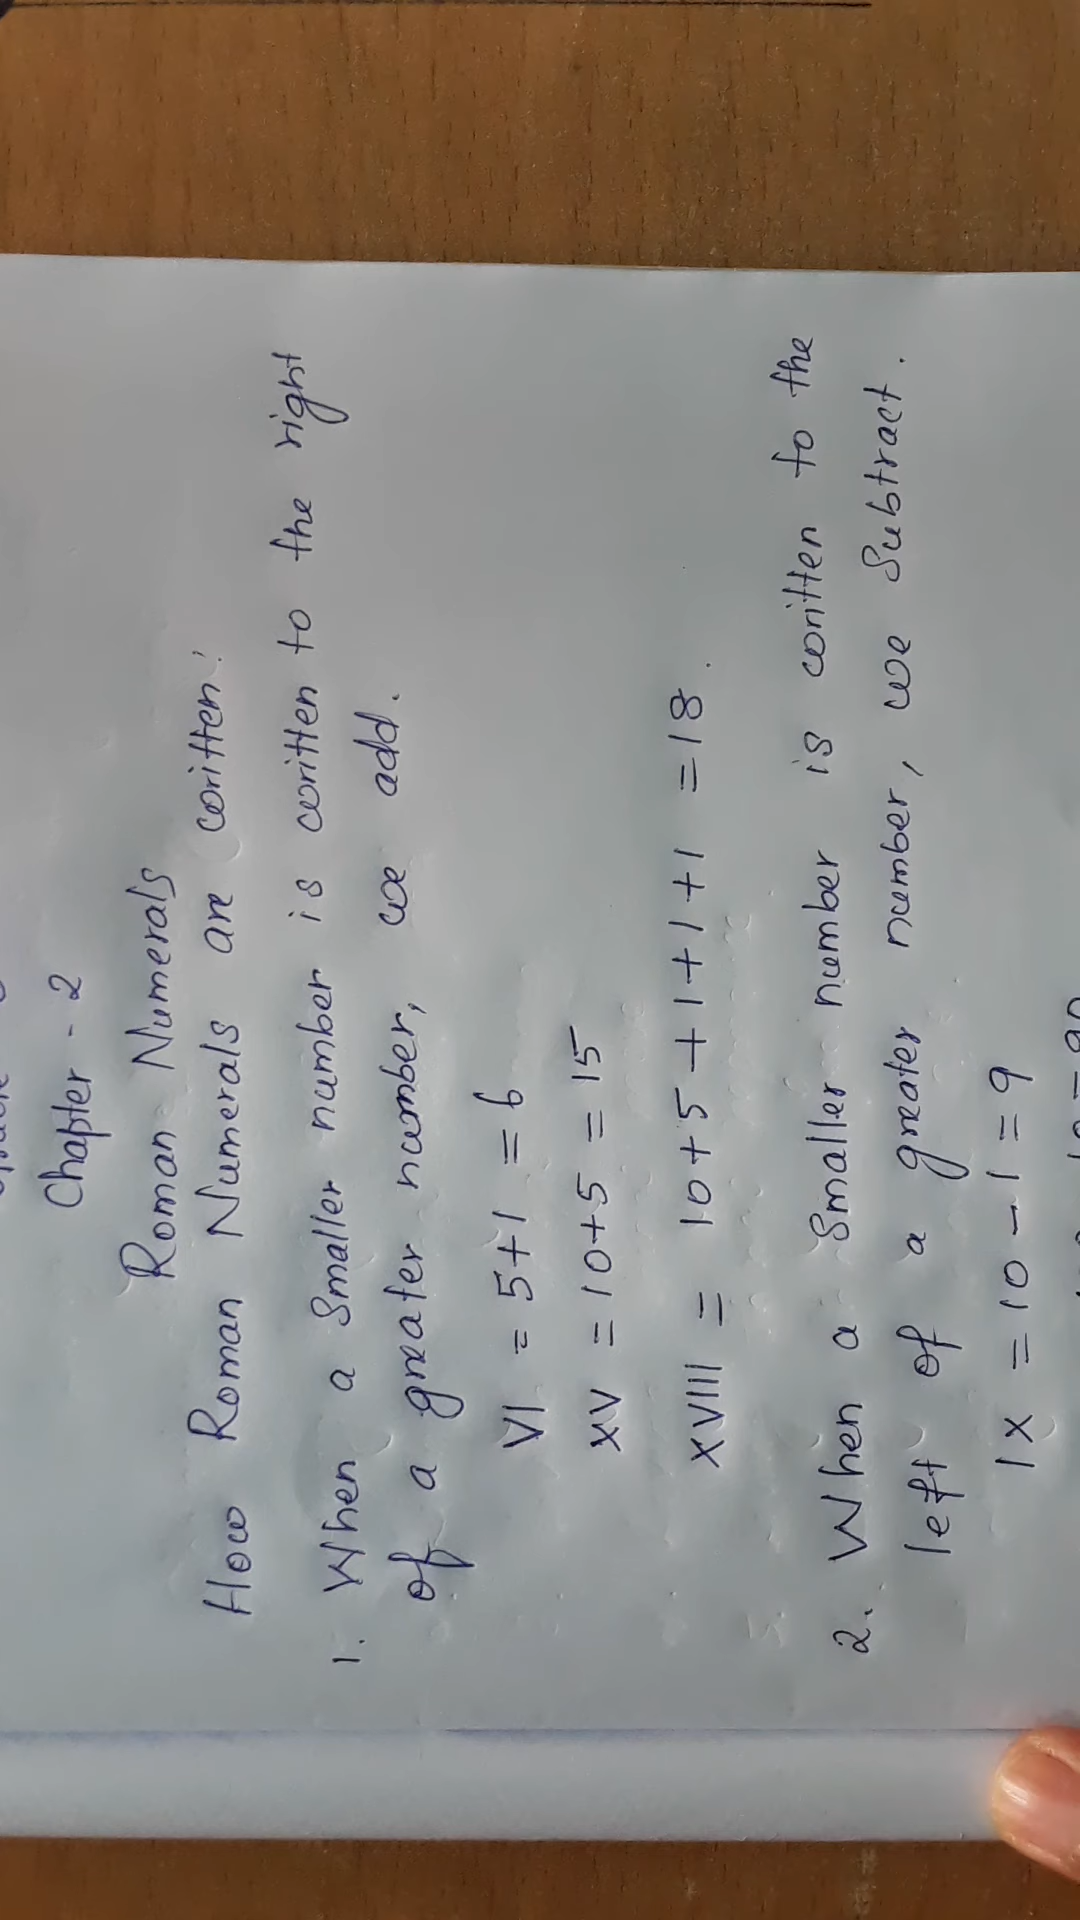 Chapter - 2
Roman Numerals
How Roman Numerals are written!
1. When a Smaller number is written to the right
of a greater number, we add.
VI = 5+1 = 6
XV = 10+5 = 15
XVIII = 10+5+1+1+1 = 18.
2. When a Smaller number is written to the
left of a greater number, we Subtract.
IX = 10-1 = 9